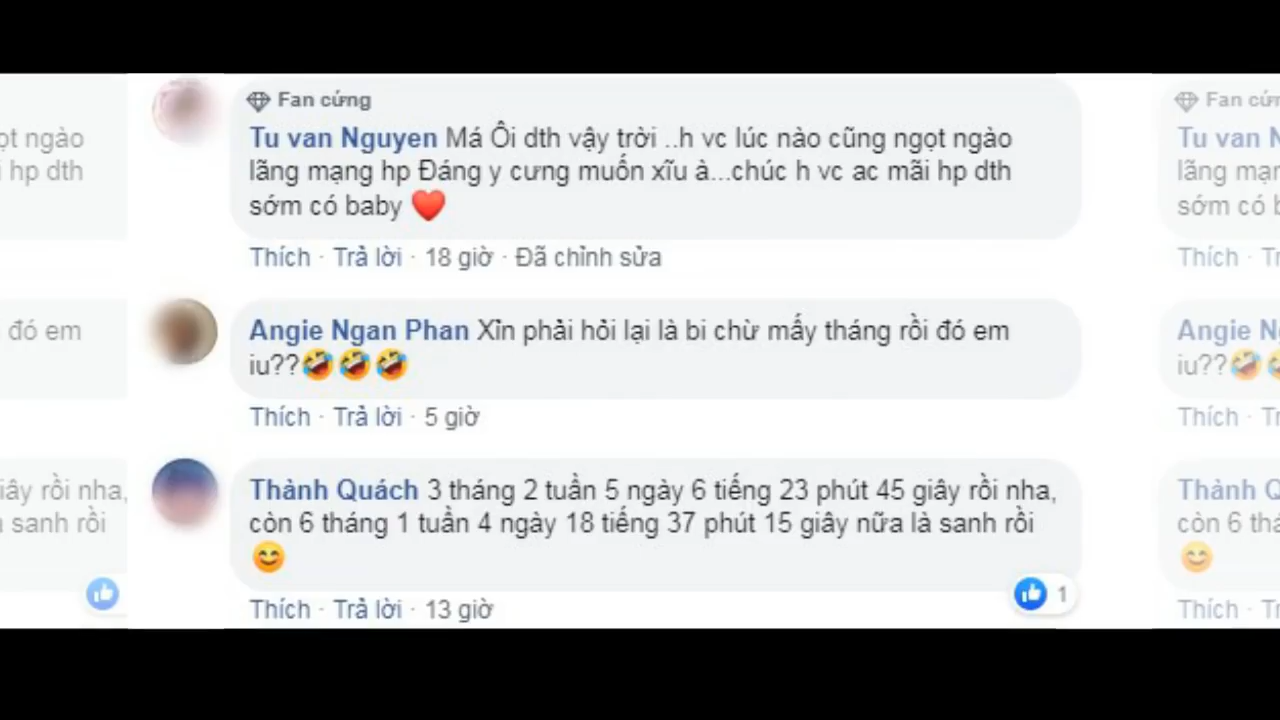 Fan cứng
Tu van Nguyen Má Ôi dth vậy trời ..h vc lúc nào cũng ngọt ngào
lãng mạng hp Đáng y cưng muốn xĩu à...chúc h vc ac mãi hp dth
sớm có baby ❤️
Thích · Trả lời · 18 giờ · Đã chỉnh sửa
Angie Ngan Phan Xỉn phải hỏi lại là bi chừ mấy tháng rồi đó em
iu??🤣🤣🤣
Thích · Trả lời · 5 giờ
Thành Quách 3 tháng 2 tuần 5 ngày 6 tiếng 23 phút 45 giây rồi nha,
còn 6 tháng 1 tuần 4 ngày 18 tiếng 37 phút 15 giây nữa là sanh rồi
😊
1
Thích · Trả lời · 13 giờ